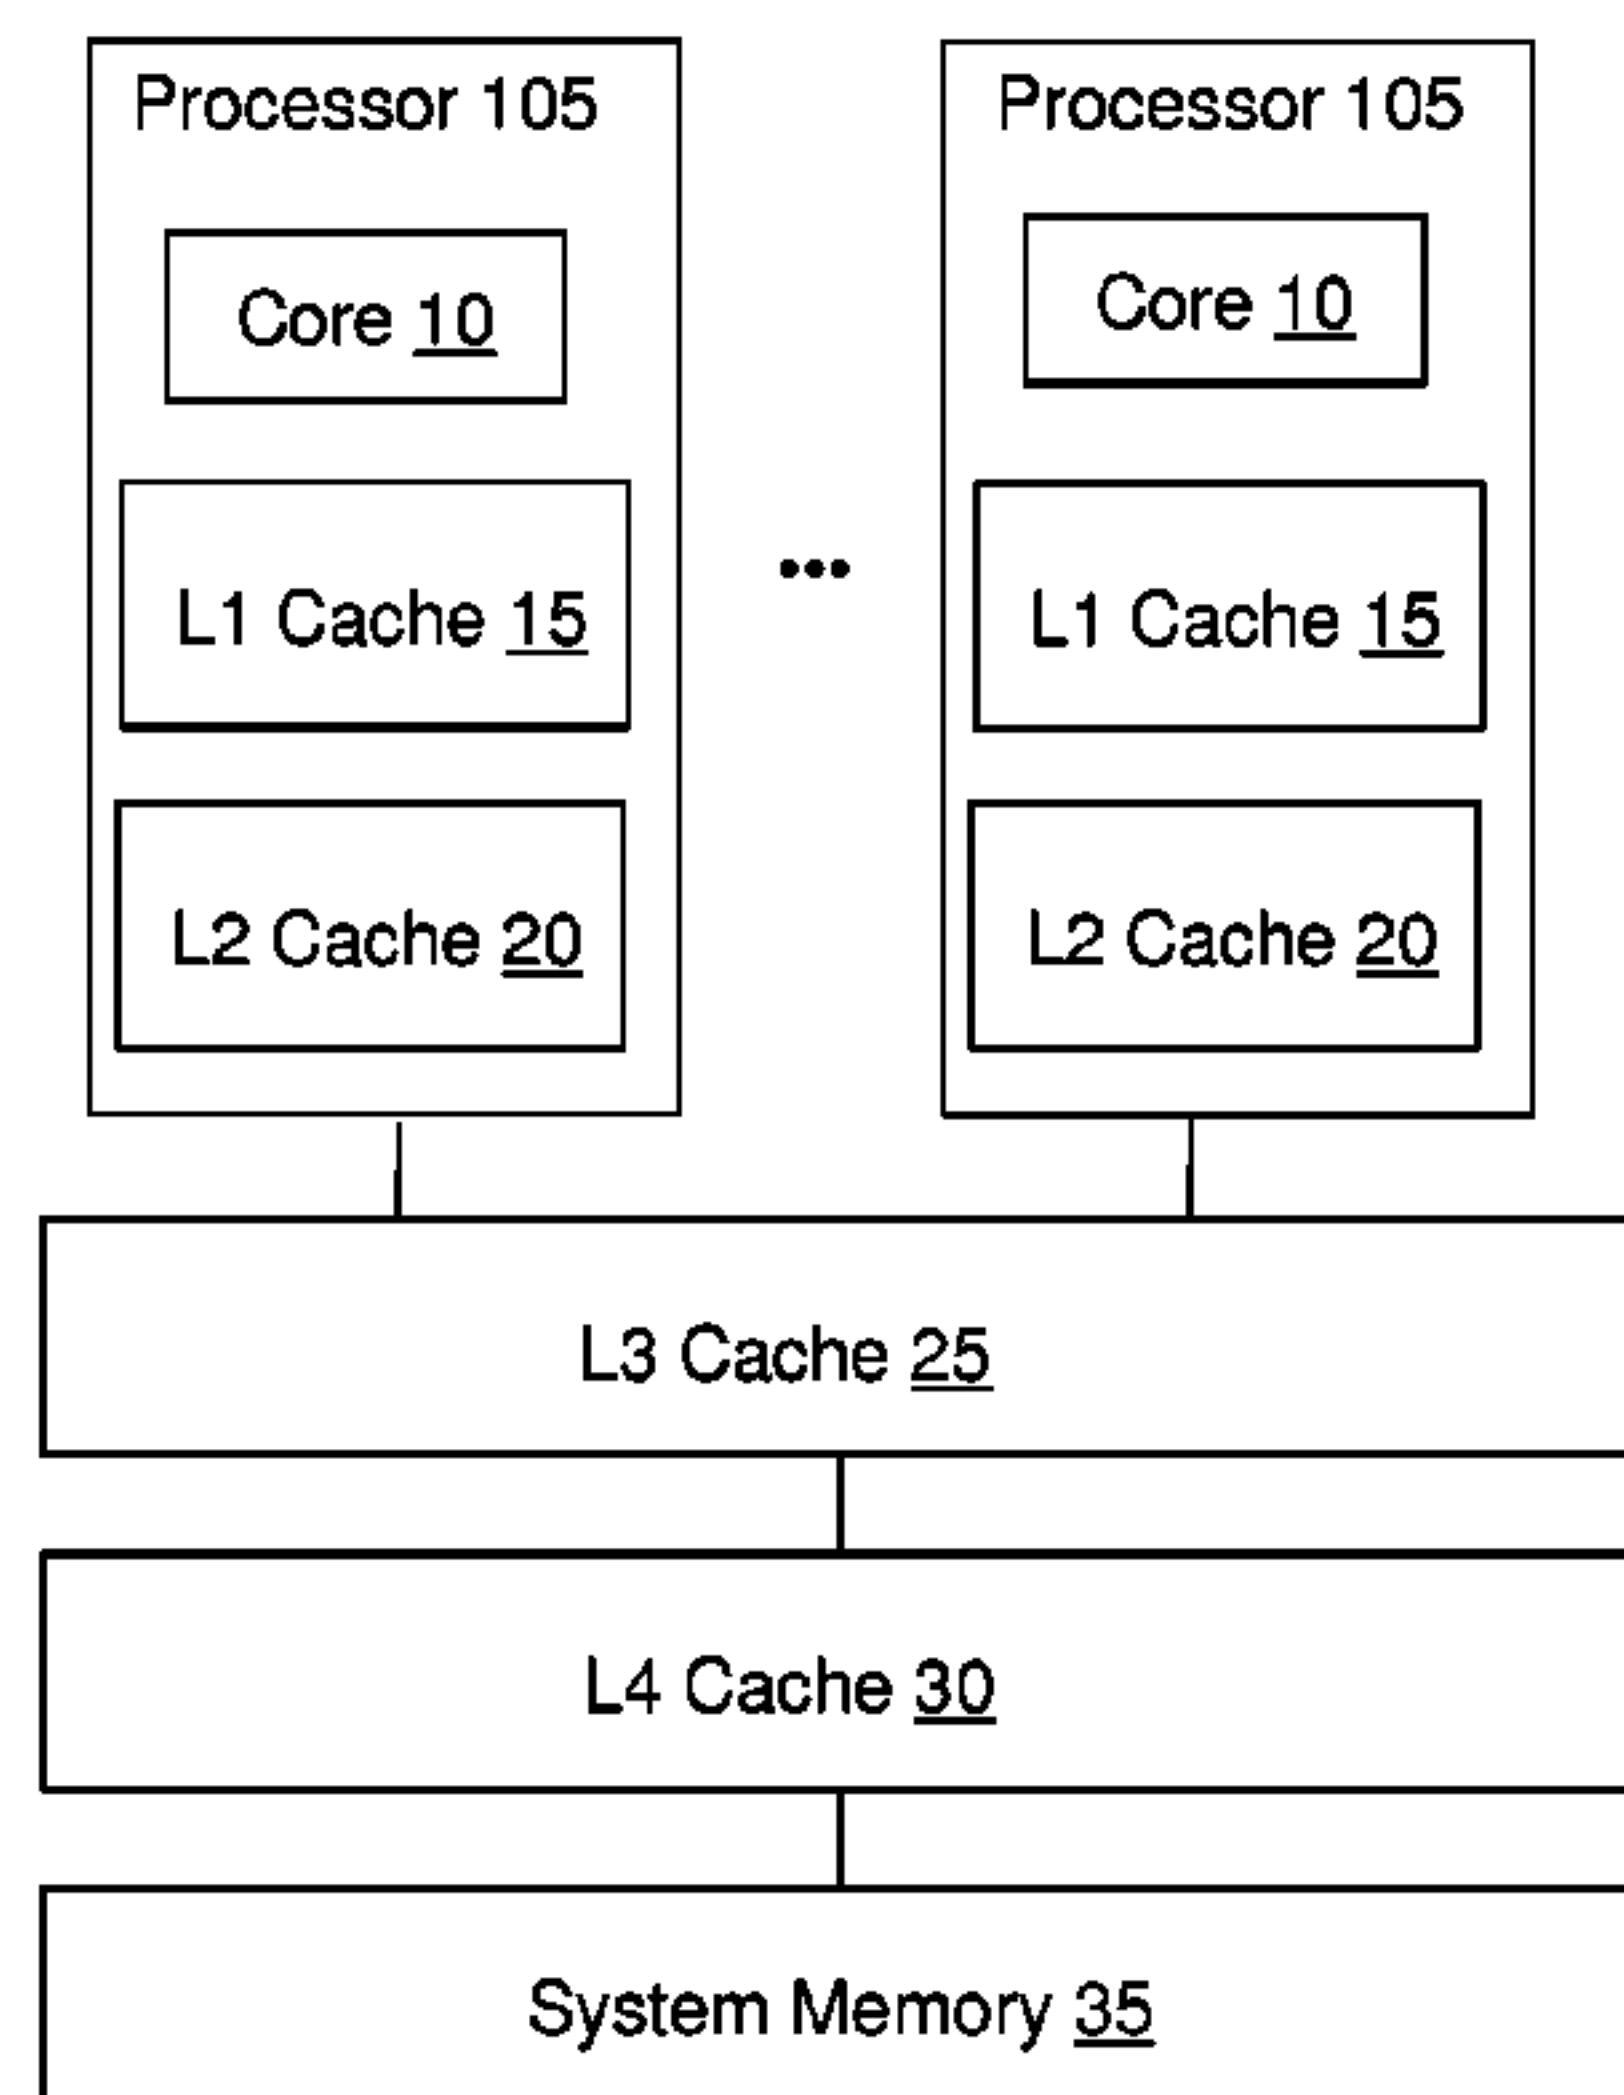 Processor 105
Core 10
L1 Cache 15
L2 Cache 20
Processor 105
Core 10
L1 Cache 15
L2 Cache 20
L3 Cache 25
L4 Cache 30
System Memory 35